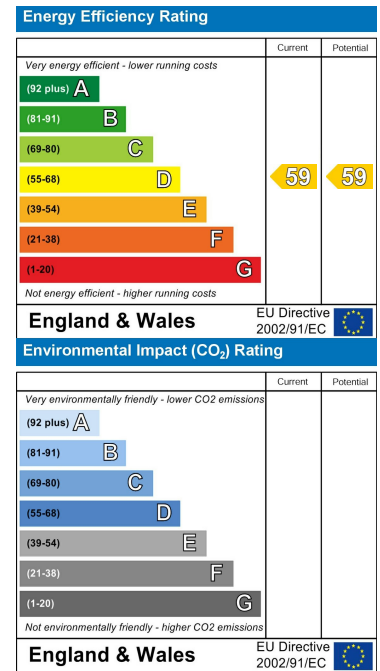 Energy Efficiency Rating
Current Potential
Very energy efficient - lower running costs
(92 plus) A
(81-91) B
(69-80) C
(55-68) D 59 59
(39-54) E
(21-38) F
(1-20) G
Not energy efficient - higher running costs
England & Wales EU Directive 2002/91/EC
Environmental Impact (CO₂) Rating
Current Potential
Very environmentally friendly - lower CO2 emissions
(92 plus) A
(81-91) B
(69-80) C
(55-68) D
(39-54) E
(21-38) F
(1-20) G
Not environmentally friendly - higher CO2 emissions
England & Wales EU Directive 2002/91/EC